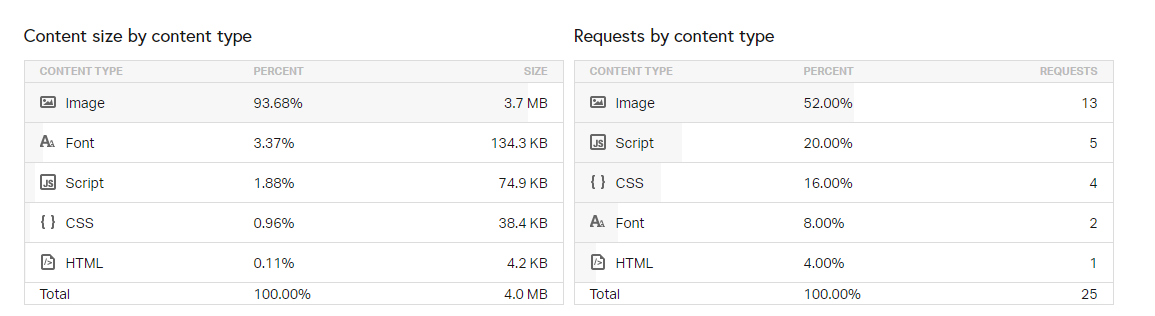 Content size by content type
CONTENT TYPE PERCENT SIZE
Image 93.68% 3.7 MB
Font 3.37% 134.3 KB
JS Script 1.88% 74.9 KB
{ } CSS 0.96% 38.4 KB
HTML 0.11% 4.2 KB
Total 100.00% 4.0 MB
Requests by content type
CONTENT TYPE PERCENT REQUESTS
Image 52.00% 13
JS Script 20.00% 5
{ } CSS 16.00% 4
Font 8.00% 2
HTML 4.00% 1
Total 100.00% 25